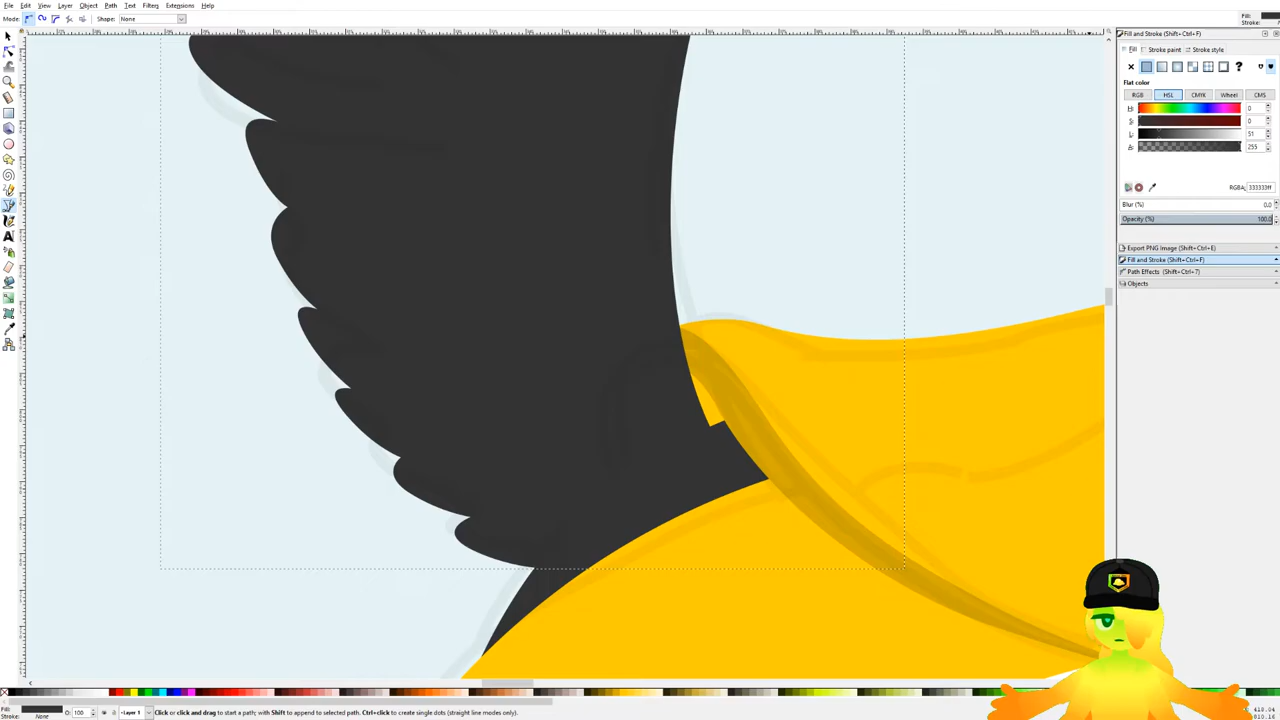 File Edit View Layer Object Path Text Filters Extensions Help
Mode: Shape: None
Fill:
Stroke:
Fill and Stroke (Shift+Ctrl+F)
Fill Stroke paint Stroke style
Flat color
RGB HSL CMYK Wheel CMS
H: 0
S: 0
L: 51
A: 255
RGBA: 333333ff
Blur (%) 0.0
Opacity (%) 100.0
Export PNG Image (Shift+Ctrl+E)
Fill and Stroke (Shift+Ctrl+F)
Path Effects (Shift+Ctrl+7)
Objects
Fill:
Stroke: None
O: 100
Layer 1
Click or click and drag to start a path; with Shift to append to selected path. Ctrl+click to create single dots (straight line modes only).